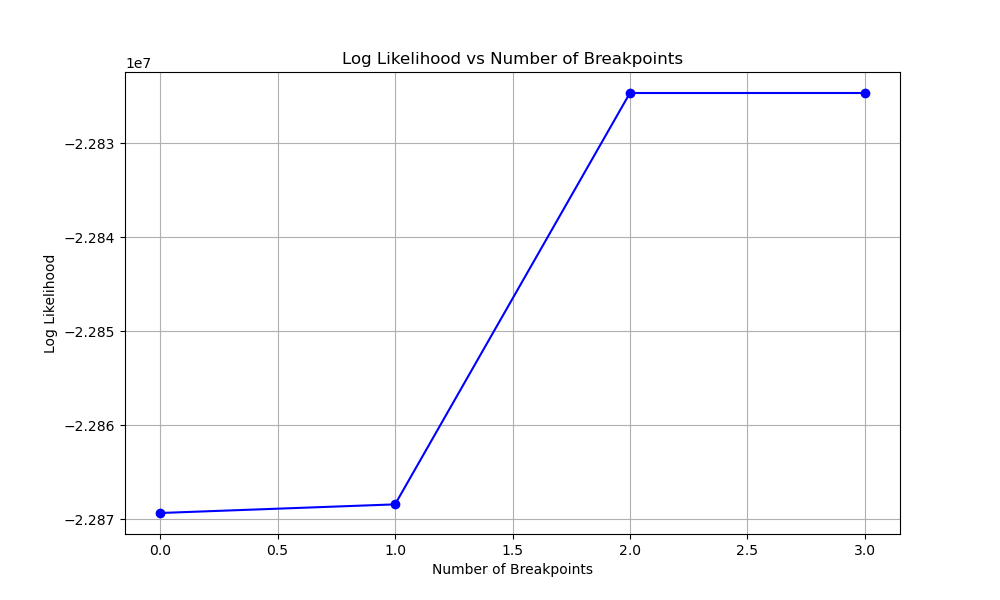 Log Likelihood vs Number of Breakpoints
1e7
−2.283
−2.284
−2.285
−2.286
−2.287
Log Likelihood
0.0 0.5 1.0 1.5 2.0 2.5 3.0
Number of Breakpoints